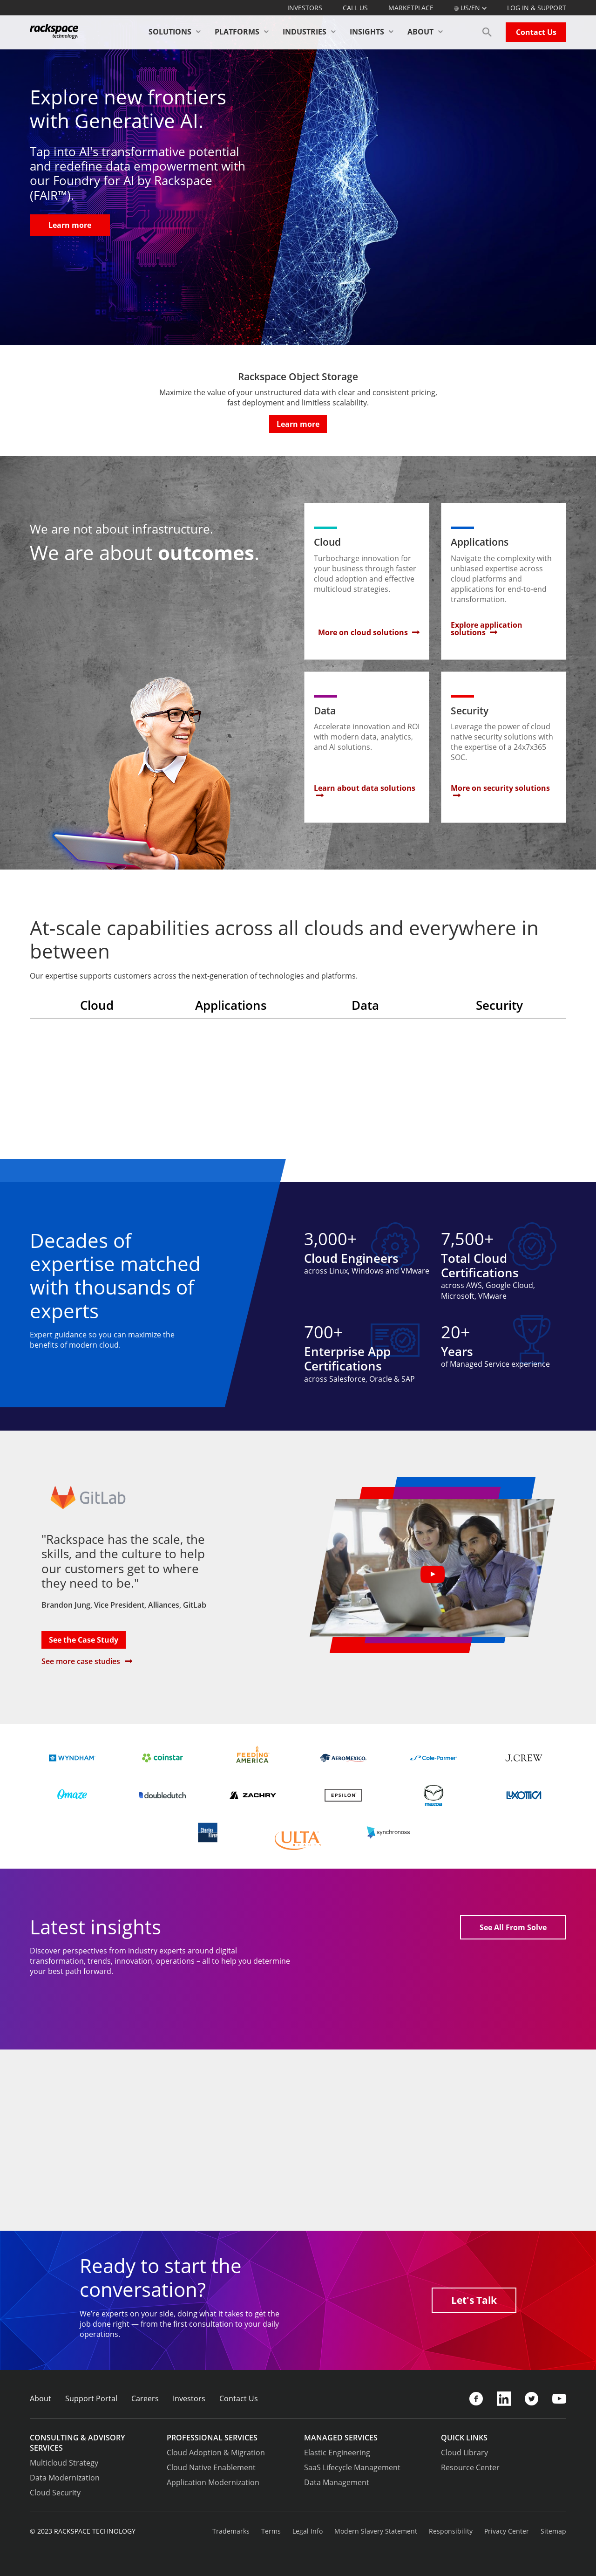 INVESTORS CALL US MARKETPLACE US/EN LOG IN & SUPPORT
rackspace technology. SOLUTIONS PLATFORMS INDUSTRIES INSIGHTS ABOUT Contact Us
Explore new frontiers
with Generative AI.
Tap into AI's transformative potential
and redefine data empowerment with
our Foundry for AI by Rackspace
(FAIR™).
Learn more
Rackspace Object Storage
Maximize the value of your unstructured data with clear and consistent pricing,
fast deployment and limitless scalability.
Learn more
We are not about infrastructure.
We are about outcomes.
Cloud
Turbocharge innovation for
your business through faster
cloud adoption and effective
multicloud strategies.
More on cloud solutions
Applications
Navigate the complexity with
unbiased expertise across
cloud platforms and
applications for end-to-end
transformation.
Explore application
solutions
Data
Accelerate innovation and ROI
with modern data, analytics,
and AI solutions.
Learn about data solutions
Security
Leverage the power of cloud
native security solutions with
the expertise of a 24x7x365
SOC.
More on security solutions
At-scale capabilities across all clouds and everywhere in
between
Our expertise supports customers across the next-generation of technologies and platforms.
Cloud Applications Data Security
Decades of
expertise matched
with thousands of
experts
Expert guidance so you can maximize the
benefits of modern cloud.
3,000+
Cloud Engineers
across Linux, Windows and VMware
7,500+
Total Cloud
Certifications
across AWS, Google Cloud,
Microsoft, VMware
700+
Enterprise App
Certifications
across Salesforce, Oracle & SAP
20+
Years
of Managed Service experience
GitLab
"Rackspace has the scale, the
skills, and the culture to help
our customers get to where
they need to be."
Brandon Jung, Vice President, Alliances, GitLab
See the Case Study
See more case studies
WYNDHAM coinstar FEEDING AMERICA AEROMEXICO Cole-Parmer J.CREW
Omaze doubledutch ZACHRY EPSILON mazda LUXOTTICA
Charles River ULTA BEAUTY synchronoss
Latest insights
See All From Solve
Discover perspectives from industry experts around digital
transformation, trends, innovation, operations – all to help you determine
your best path forward.
Ready to start the
conversation?
We're experts on your side, doing what it takes to get the
job done right — from the first consultation to your daily
operations.
Let's Talk
About Support Portal Careers Investors Contact Us
CONSULTING & ADVISORY
SERVICES
Multicloud Strategy
Data Modernization
Cloud Security
PROFESSIONAL SERVICES
Cloud Adoption & Migration
Cloud Native Enablement
Application Modernization
MANAGED SERVICES
Elastic Engineering
SaaS Lifecycle Management
Data Management
QUICK LINKS
Cloud Library
Resource Center
© 2023 RACKSPACE TECHNOLOGY Trademarks Terms Legal Info Modern Slavery Statement Responsibility Privacy Center Sitemap